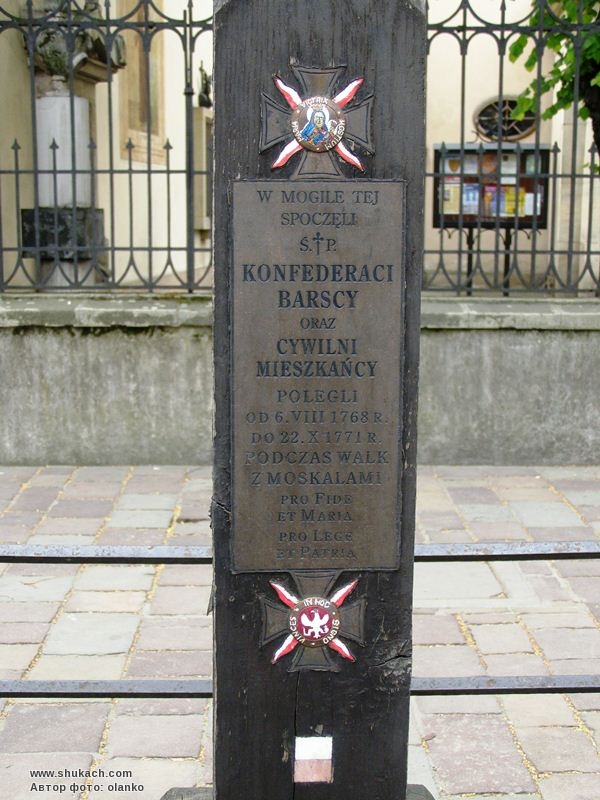 W MOGILE TEJ
SPOCZĘLI
Ś.†P.
KONFEDERACI
BARSCY
ORAZ
CYWILNI
MIESZKAŃCY
POLEGLI
OD 6.VIII 1768 R.
DO 22.X 1771 R.
PODCZAS WALK
Z MOSKALAMI
PRO FIDE
ET MARIA
PRO LEGE
ET PATRIA
IN HOC
SIGNO
VINCES
www.shukach.com
Автор фото: olanko